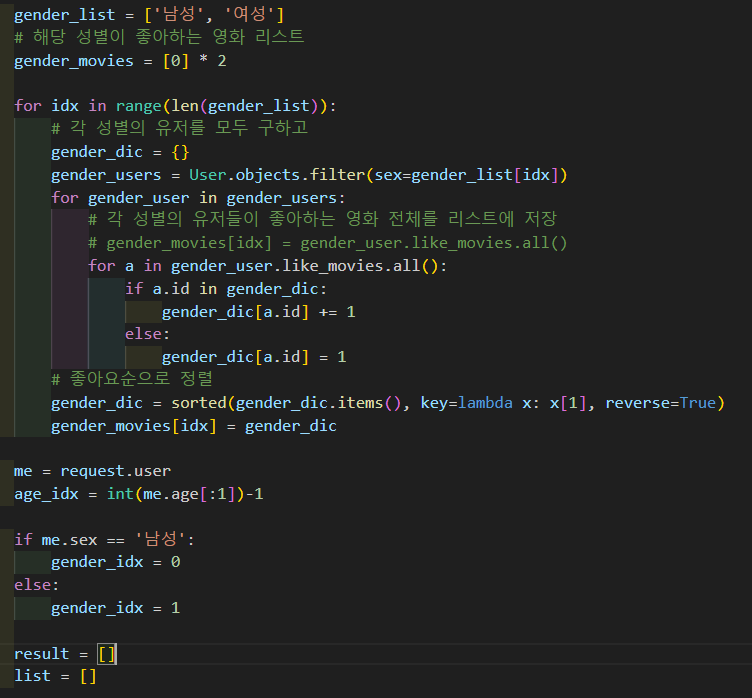 gender_list = ['남성', '여성']
# 해당 성별이 좋아하는 영화 리스트
gender_movies = [0] * 2
for idx in range(len(gender_list)):
# 각 성별의 유저를 모두 구하고
gender_dic = {}
gender_users = User.objects.filter(sex=gender_list[idx])
for gender_user in gender_users:
# 각 성별의 유저들이 좋아하는 영화 전체를 리스트에 저장
# gender_movies[idx] = gender_user.like_movies.all()
for a in gender_user.like_movies.all():
if a.id in gender_dic:
gender_dic[a.id] += 1
else:
gender_dic[a.id] = 1
# 좋아요순으로 정렬
gender_dic = sorted(gender_dic.items(), key=lambda x: x[1], reverse=True)
gender_movies[idx] = gender_dic
me = request.user
age_idx = int(me.age[:1])-1
if me.sex == '남성':
gender_idx = 0
else:
gender_idx = 1
result = []
list = []